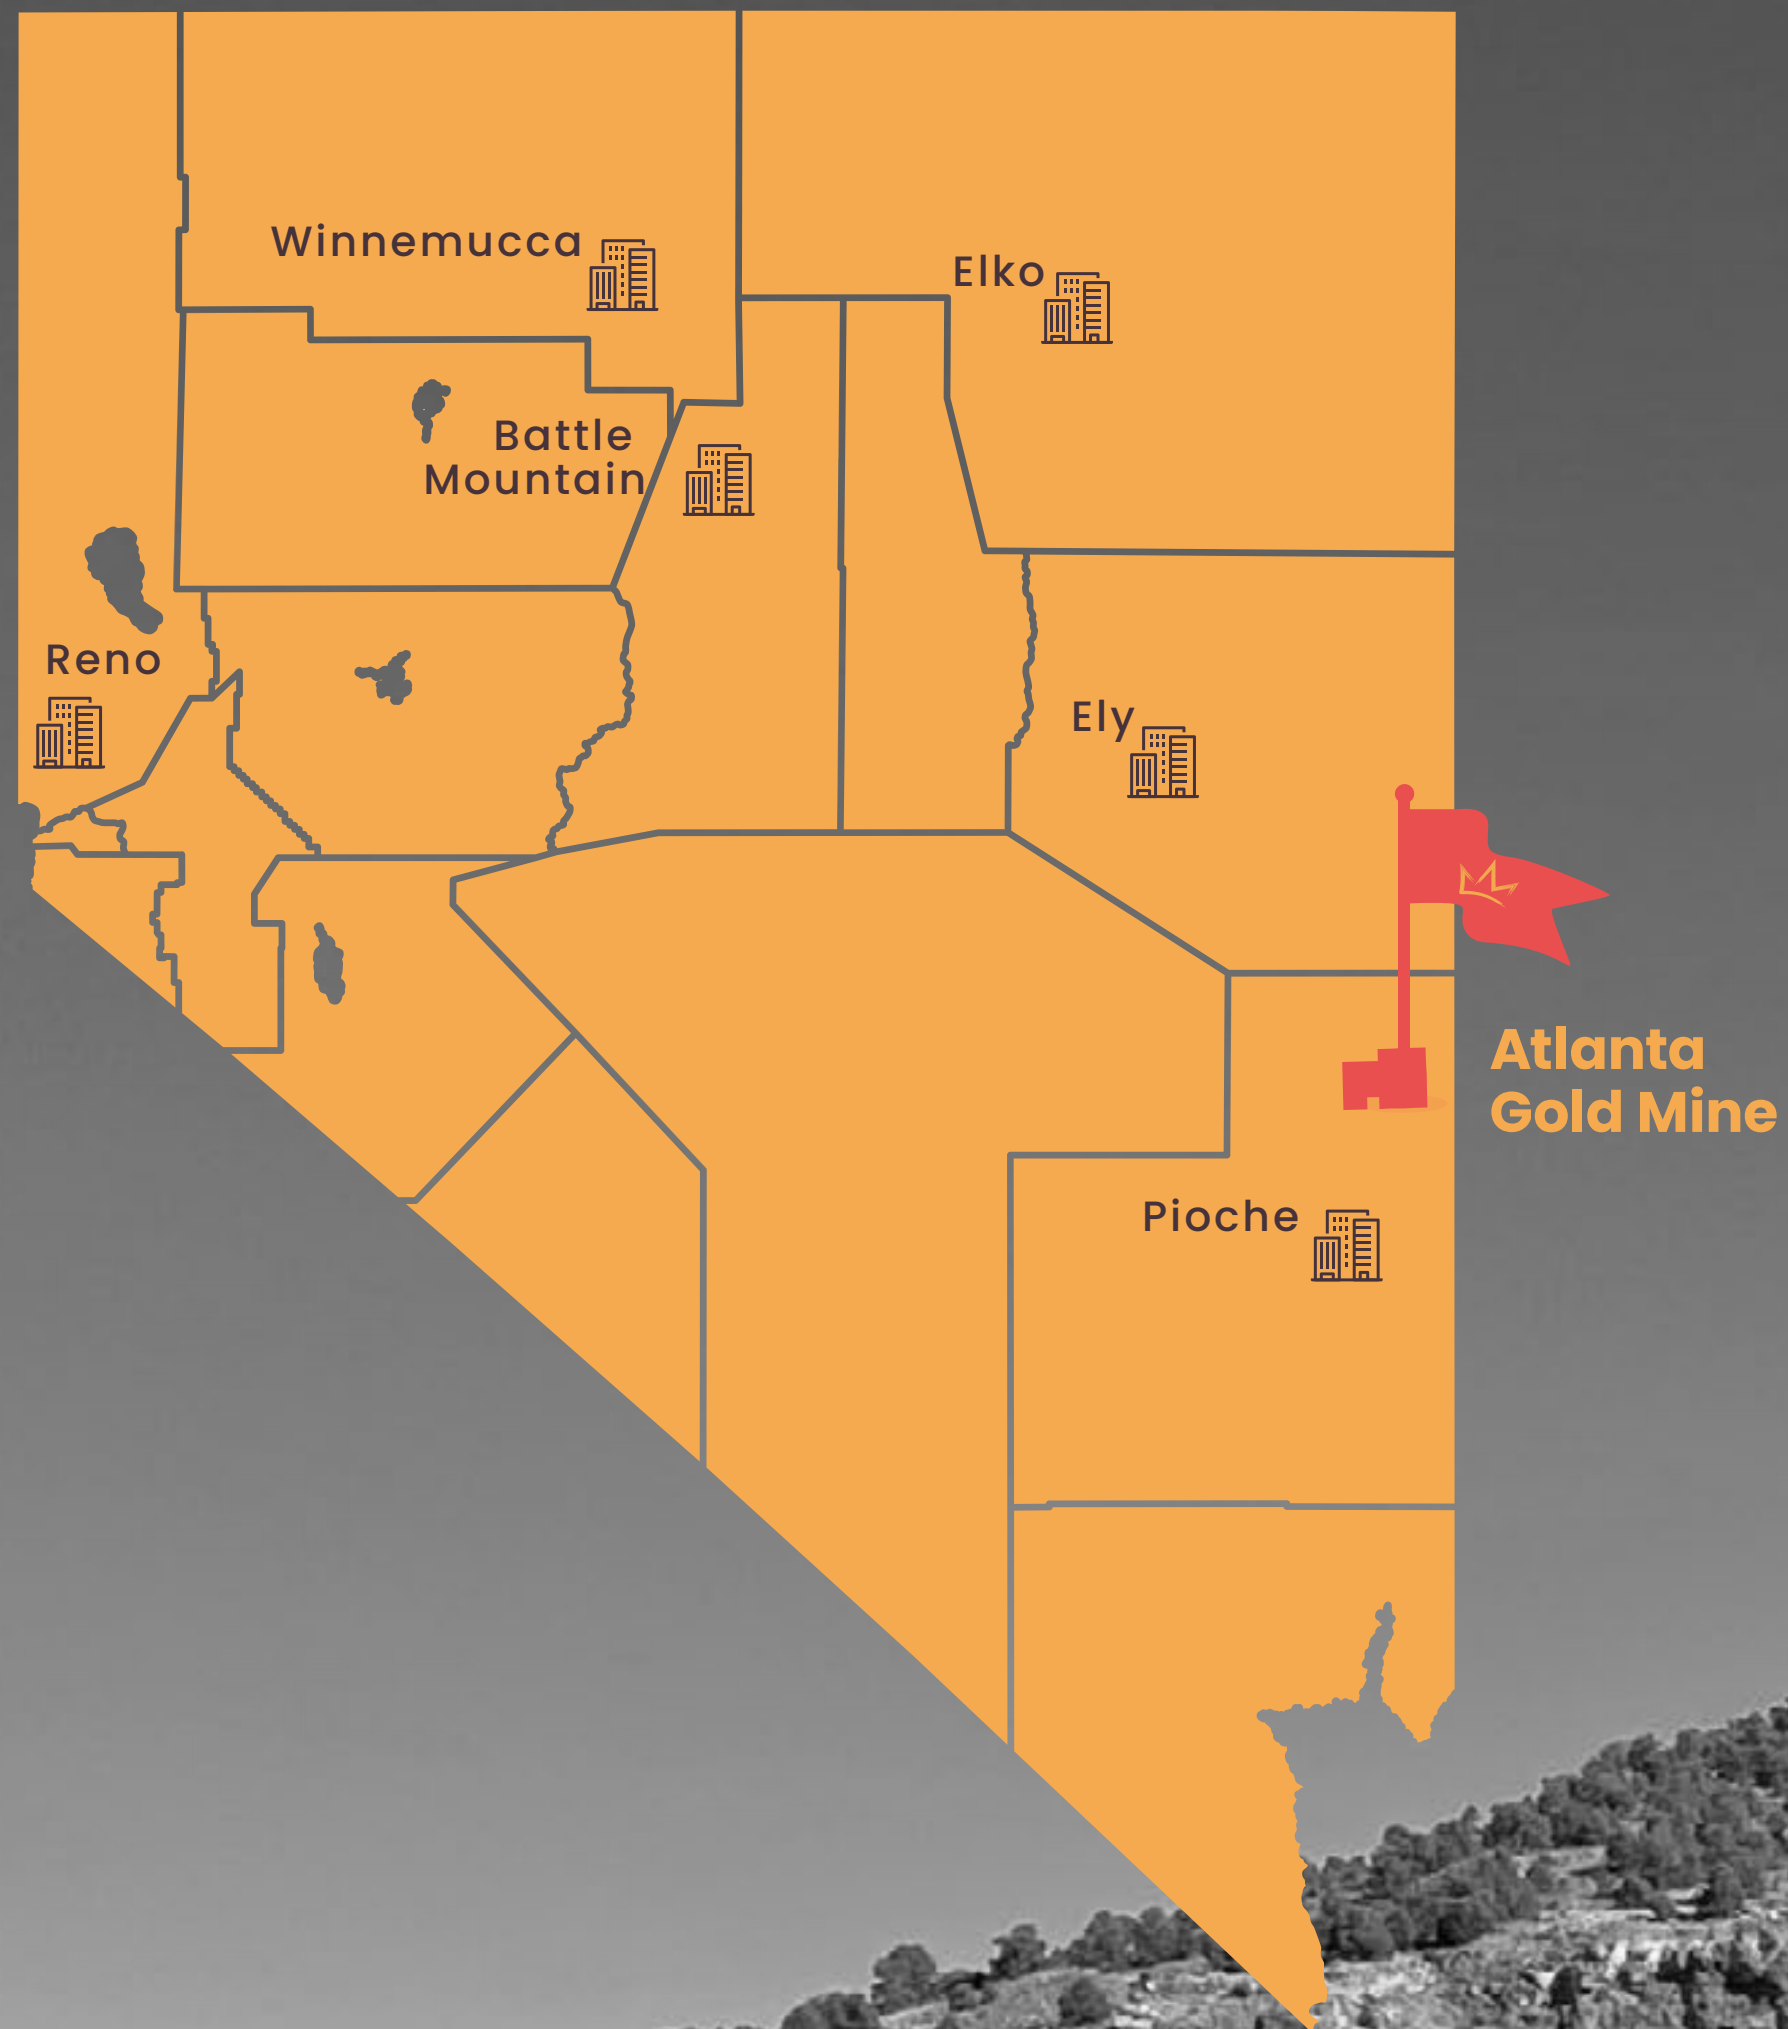 Winnemucca
Elko
Battle
Mountain
Reno
Ely
Atlanta
Gold Mine
Pioche